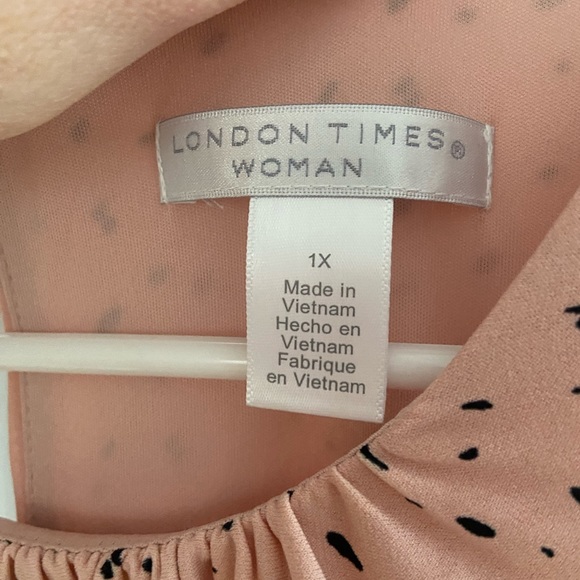 LONDON TIMES®
WOMAN
1X
Made in
Vietnam
Hecho en
Vietnam
Fabrique
en Vietnam